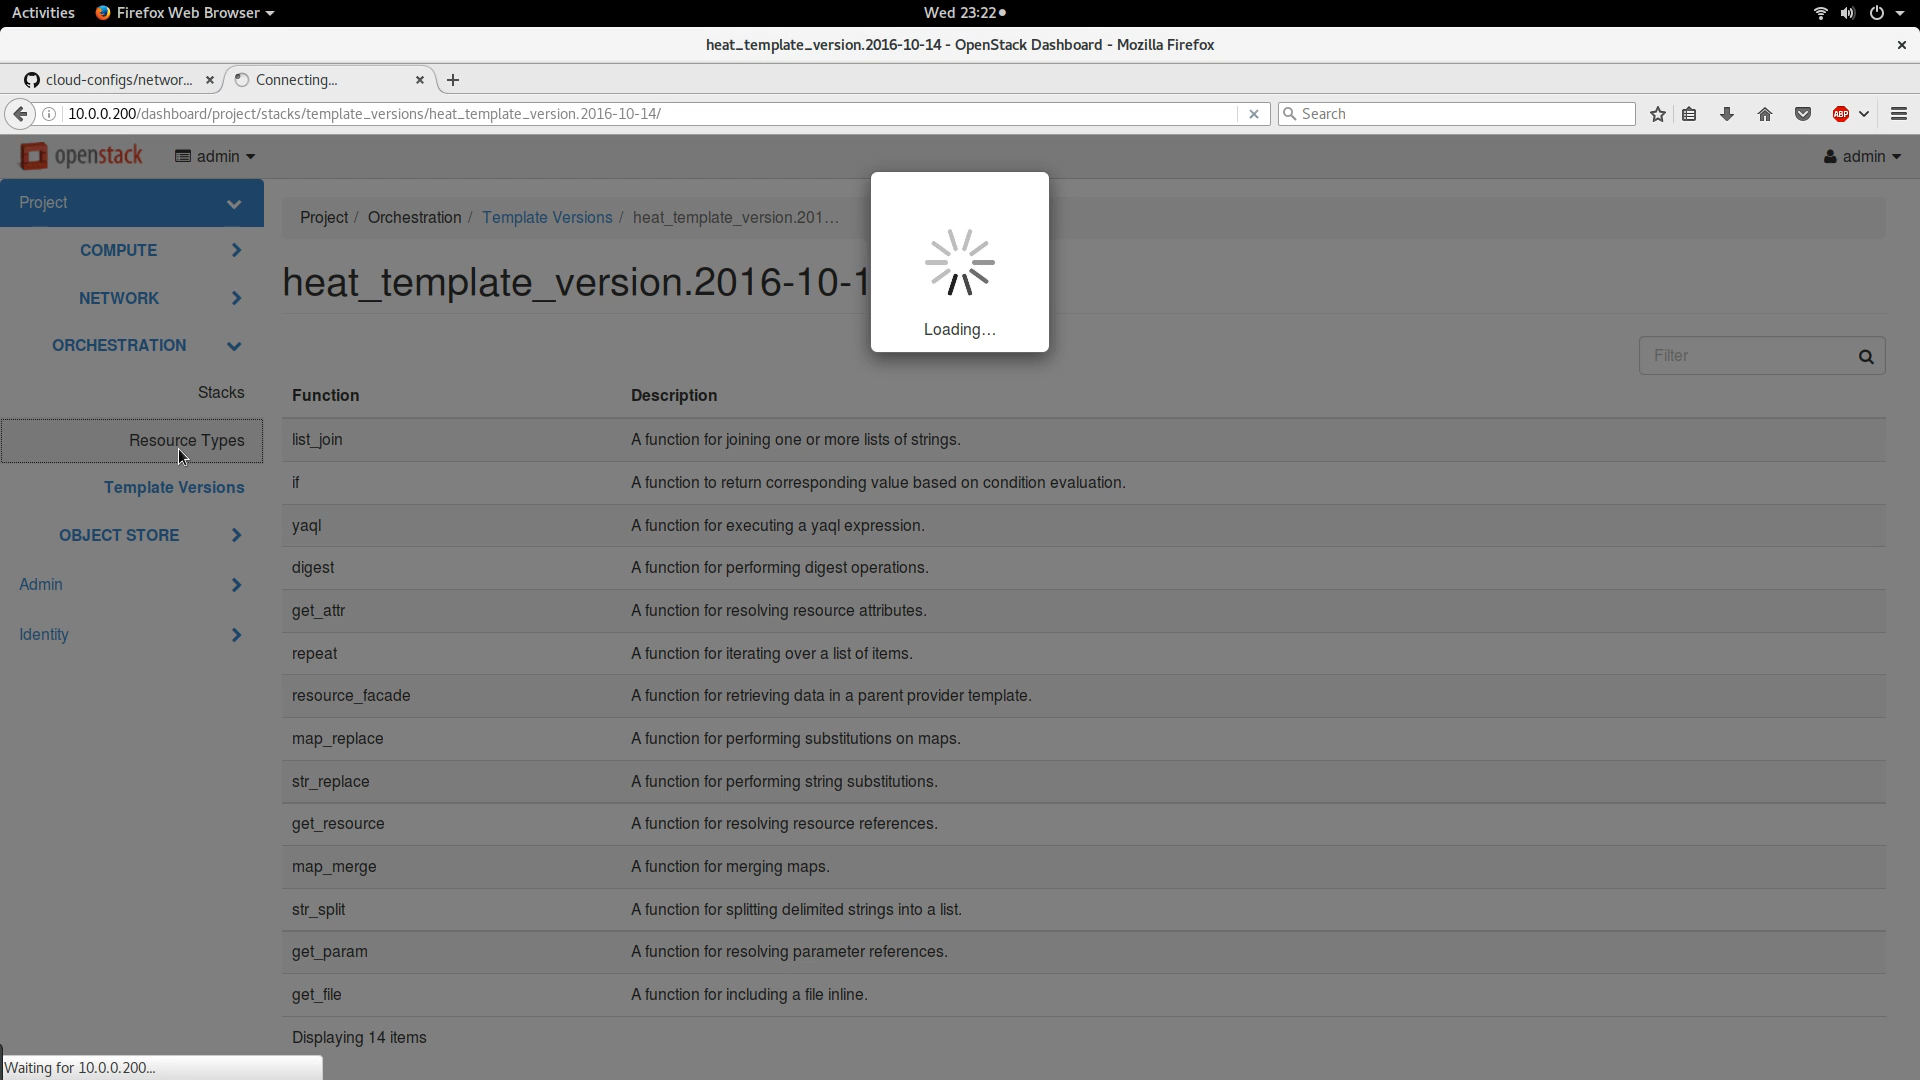 Activities Firefox Web Browser Wed 23:22
heat_template_version.2016-10-14 - OpenStack Dashboard - Mozilla Firefox
cloud-configs/networ... Connecting...
10.0.0.200/dashboard/project/stacks/template_versions/heat_template_version.2016-10-14/ Search ABP
openstack admin admin
Project
COMPUTE
NETWORK
ORCHESTRATION
Stacks
Resource Types
Template Versions
OBJECT STORE
Admin
Identity
Project / Orchestration / Template Versions / heat_template_version.201...
heat_template_version.2016-10-1
Loading...
Filter
Function Description
list_join A function for joining one or more lists of strings.
if A function to return corresponding value based on condition evaluation.
yaql A function for executing a yaql expression.
digest A function for performing digest operations.
get_attr A function for resolving resource attributes.
repeat A function for iterating over a list of items.
resource_facade A function for retrieving data in a parent provider template.
map_replace A function for performing substitutions on maps.
str_replace A function for performing string substitutions.
get_resource A function for resolving resource references.
map_merge A function for merging maps.
str_split A function for splitting delimited strings into a list.
get_param A function for resolving parameter references.
get_file A function for including a file inline.
Displaying 14 items
Waiting for 10.0.0.200...